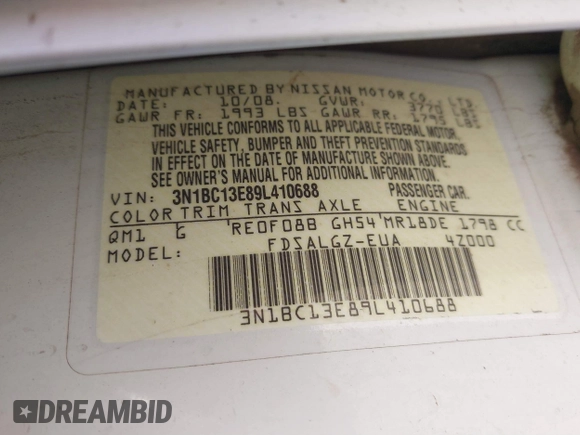 MANUFACTURED BY NISSAN MOTOR CO., LTD.
DATE: 10/08. GVWR: 3770 LBS
GAWR FR: 1993 LBS GAWR RR: 1795 LBS
THIS VEHICLE CONFORMS TO ALL APPLICABLE FEDERAL MOTOR
VEHICLE SAFETY, BUMPER AND THEFT PREVENTION STANDARDS
IN EFFECT ON THE DATE OF MANUFACTURE SHOWN ABOVE.
SEE OWNER'S MANUAL FOR ADDITIONAL INFORMATION.
VIN: 3N1BC13E89L410688 PASSENGER CAR.
COLOR TRIM TRANS AXLE ENGINE
QM1 G RE0F08B GH54 MR18DE 1798 CC
MODEL: FDSALGZ-EUA 4Z000
3N1BC13E89L410688
DREAMBID